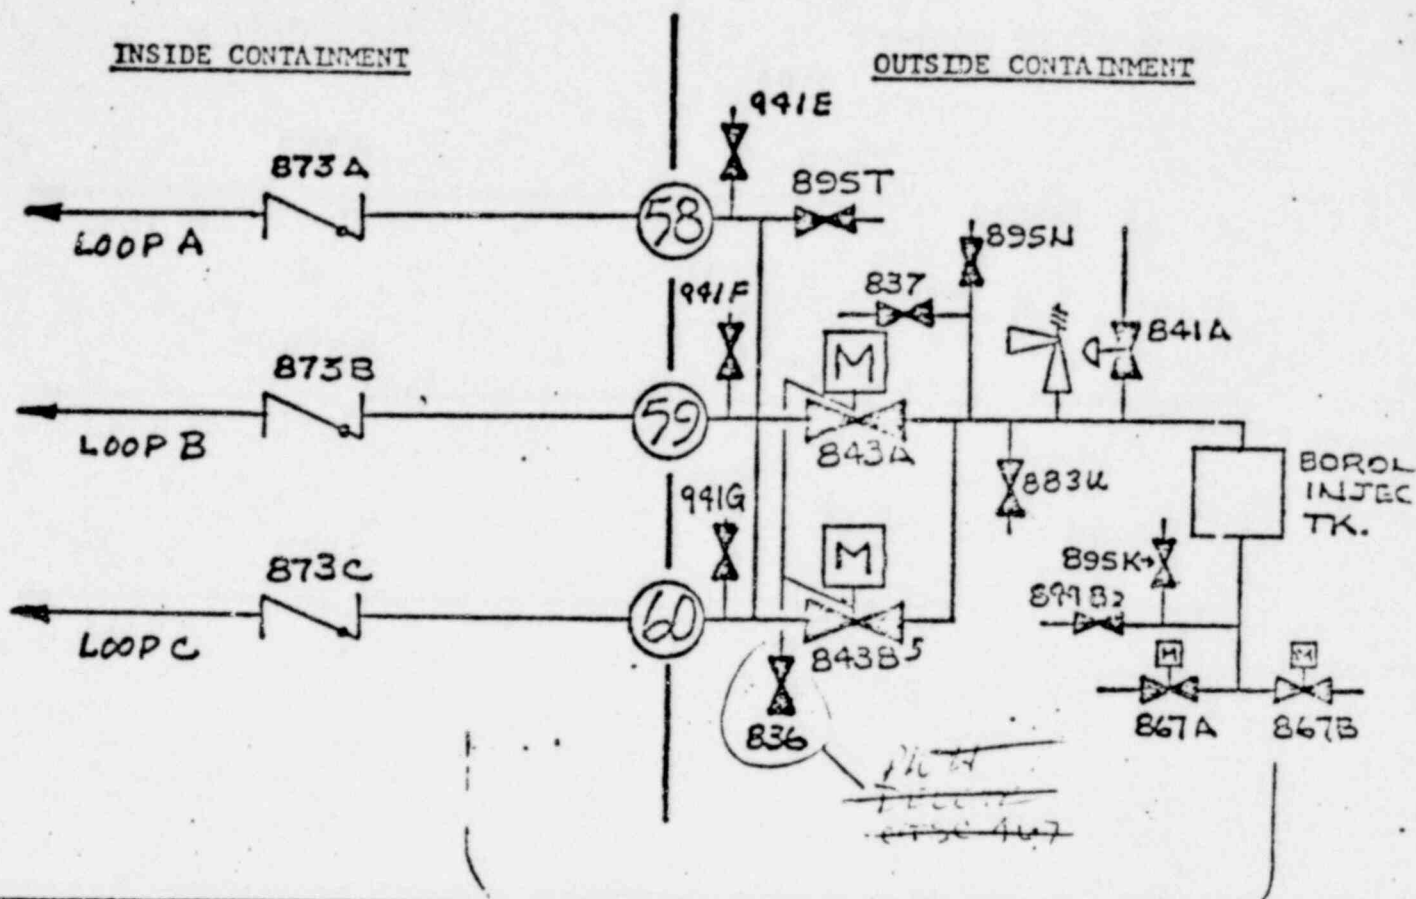 INSIDE CONTAINMENT
OUTSIDE CONTAINMENT
941E
873A
895T
58
LOOP A
895N
837
941F
M
841A
873B
59
843A
LOOP B
883U
BORON
INJEC
TK.
941G
M
895K
873C
60
843B
LOOP C
M
M
836
867A
867B